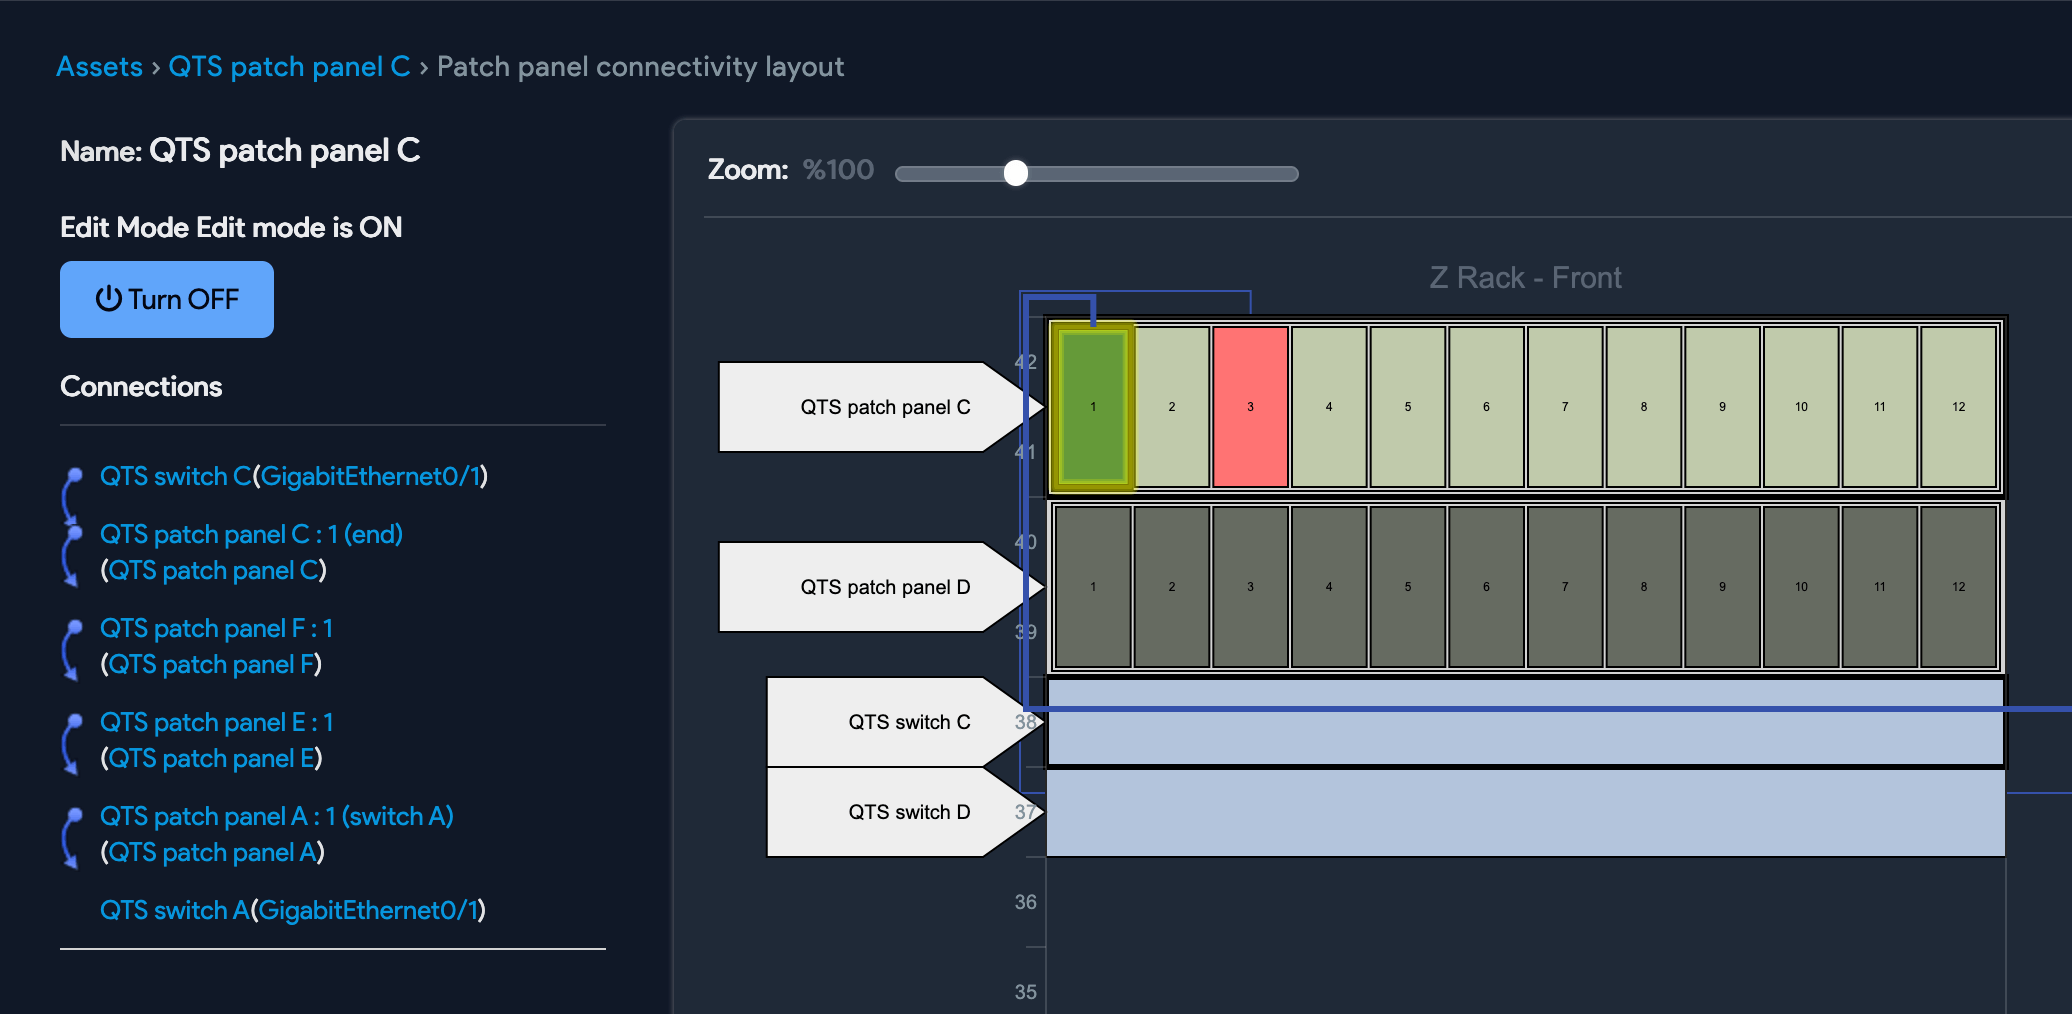 Assets › QTS patch panel C › Patch panel connectivity layout
Name: QTS patch panel C
Edit Mode Edit mode is ON
Turn OFF
Connections
QTS switch C(GigabitEthernet0/1)
QTS patch panel C : 1 (end)
(QTS patch panel C)
QTS patch panel F : 1
(QTS patch panel F)
QTS patch panel E : 1
(QTS patch panel E)
QTS patch panel A : 1 (switch A)
(QTS patch panel A)
QTS switch A(GigabitEthernet0/1)
Zoom: %100
Z Rack - Front
42
QTS patch panel C 1 2 3 4 5 6 7 8 9 10 11 12
41
40
QTS patch panel D 1 2 3 4 5 6 7 8 9 10 11 12
39
QTS switch C 38
QTS switch D 37
36
35